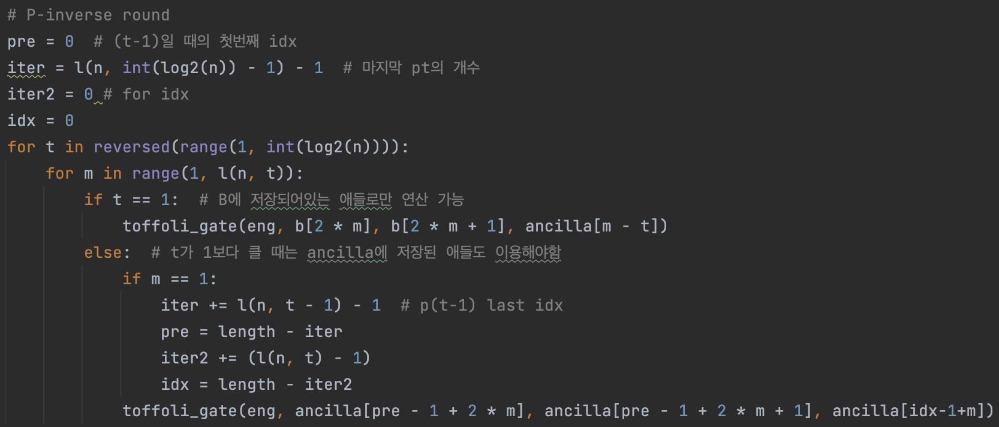 # P-inverse round
pre = 0  # (t-1)일 때의 첫번째 idx
iter = l(n, int(log2(n)) - 1) - 1  # 마지막 pt의 개수
iter2 = 0 # for idx
idx = 0
for t in reversed(range(1, int(log2(n)))):
    for m in range(1, l(n, t)):
        if t == 1:  # B에 저장되어있는 애들로만 연산 가능
            toffoli_gate(eng, b[2 * m], b[2 * m + 1], ancilla[m - t])
        else:  # t가 1보다 클 때는 ancilla에 저장된 애들도 이용해야함
            if m == 1:
                iter += l(n, t - 1) - 1  # p(t-1) last idx
                pre = length - iter
                iter2 += (l(n, t) - 1)
                idx = length - iter2
            toffoli_gate(eng, ancilla[pre - 1 + 2 * m], ancilla[pre - 1 + 2 * m + 1], ancilla[idx-1+m])